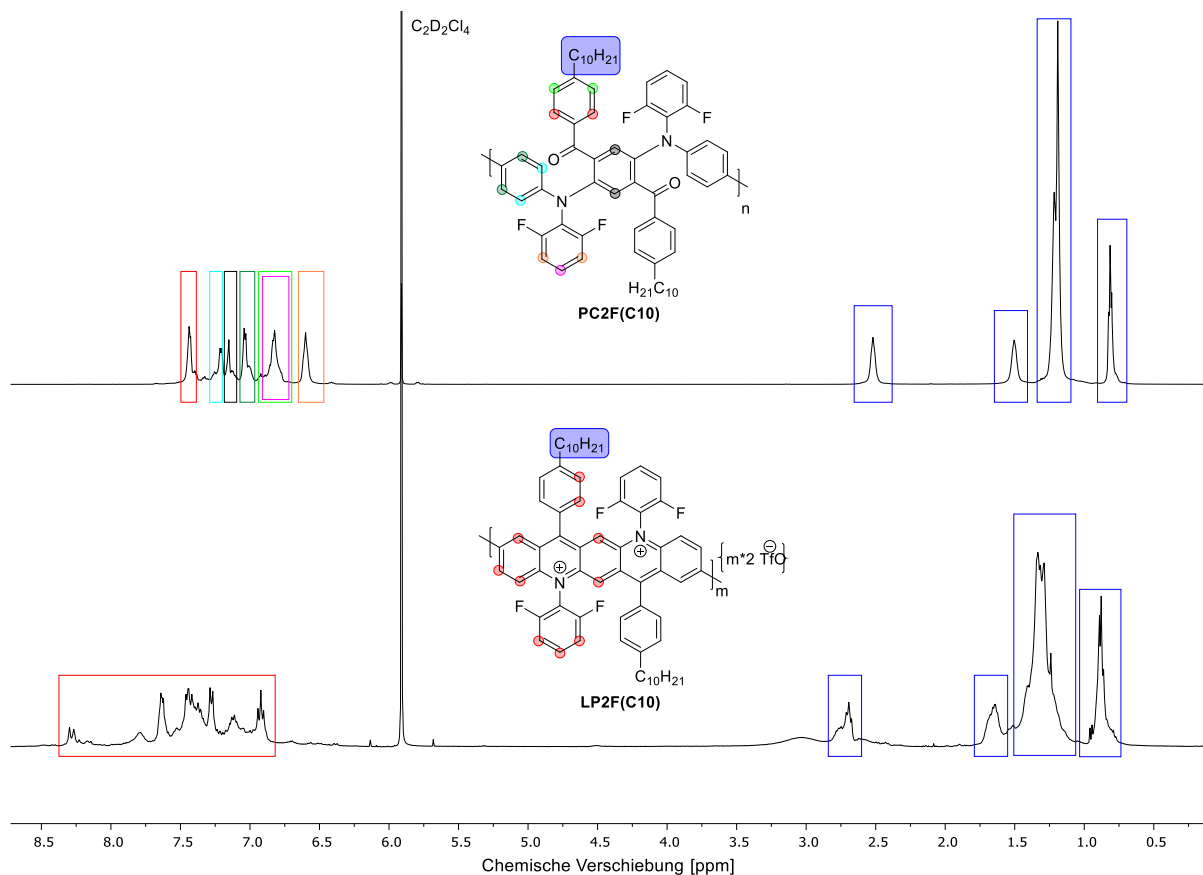 C₂D₂Cl₄
C₁₀H₂₁
F
F
N
O
O
N
n
F
F
H₂₁C₁₀
PC2F(C10)
C₁₀H₂₁
F
F
N
⊕
⊕
N
{m*2 TfO⊖}
m
F
F
C₁₀H₂₁
LP2F(C10)
8.5 8.0 7.5 7.0 6.5 6.0 5.5 5.0 4.5 4.0 3.5 3.0 2.5 2.0 1.5 1.0 0.5
Chemische Verschiebung [ppm]